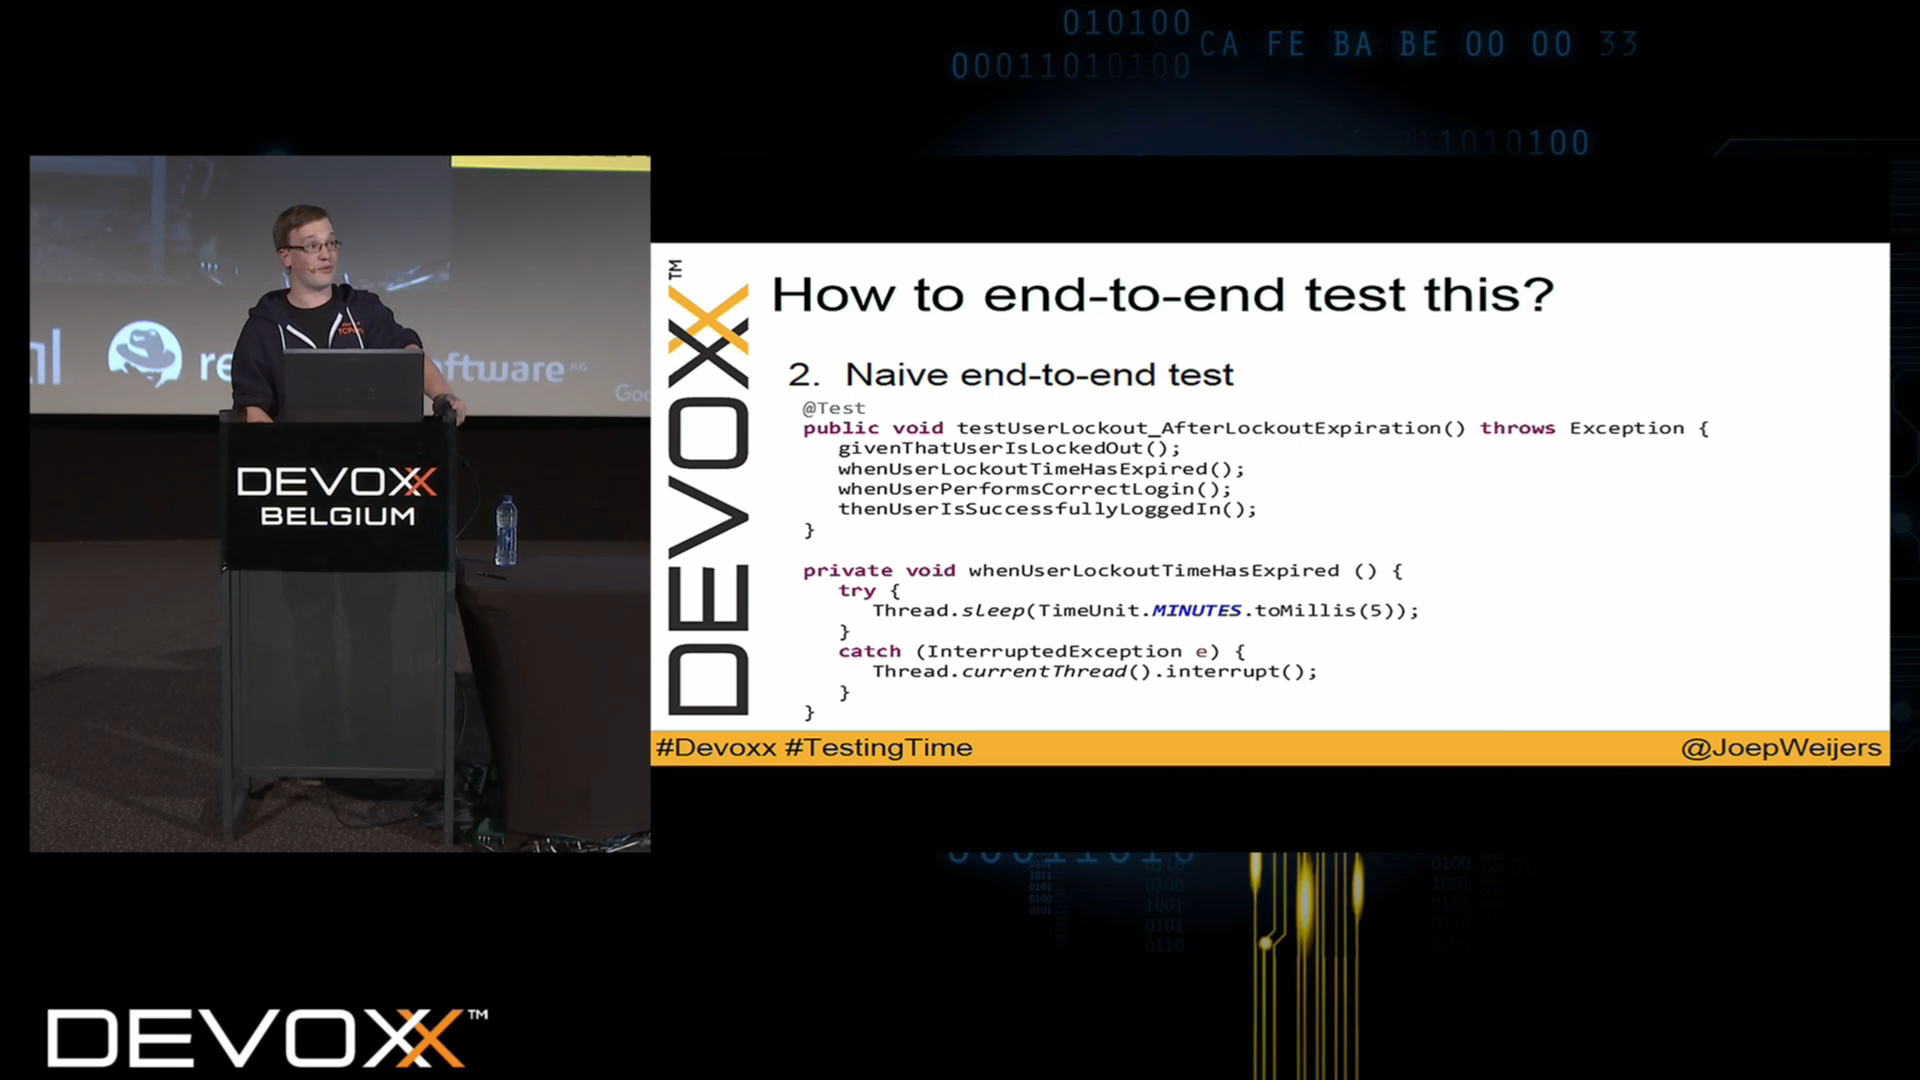 010100
CA FE BA BE 00 00 33
00011010100
11010100
DEVOXX
BELGIUM
DEVOXX™
How to end-to-end test this?
2. Naive end-to-end test
@Test
public void testUserLockout_AfterLockoutExpiration() throws Exception {
givenThatUserIsLockedOut();
whenUserLockoutTimeHasExpired();
whenUserPerformsCorrectLogin();
thenUserIsSuccessfullyLoggedIn();
}
private void whenUserLockoutTimeHasExpired () {
try {
Thread.sleep(TimeUnit.MINUTES.toMillis(5));
}
catch (InterruptedException e) {
Thread.currentThread().interrupt();
}
}
#Devoxx #TestingTime
@JoepWeijers
DEVOXX™